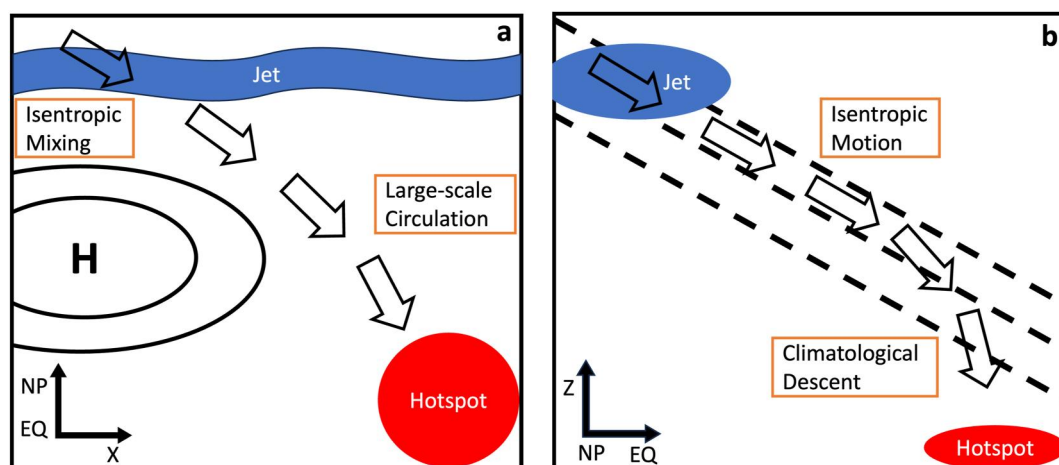 a
Jet
Isentropic
Mixing
Large-scale
Circulation
H
Hotspot
NP
EQ
X
b
Jet
Isentropic
Motion
Climatological
Descent
Z
NP
EQ
Hotspot